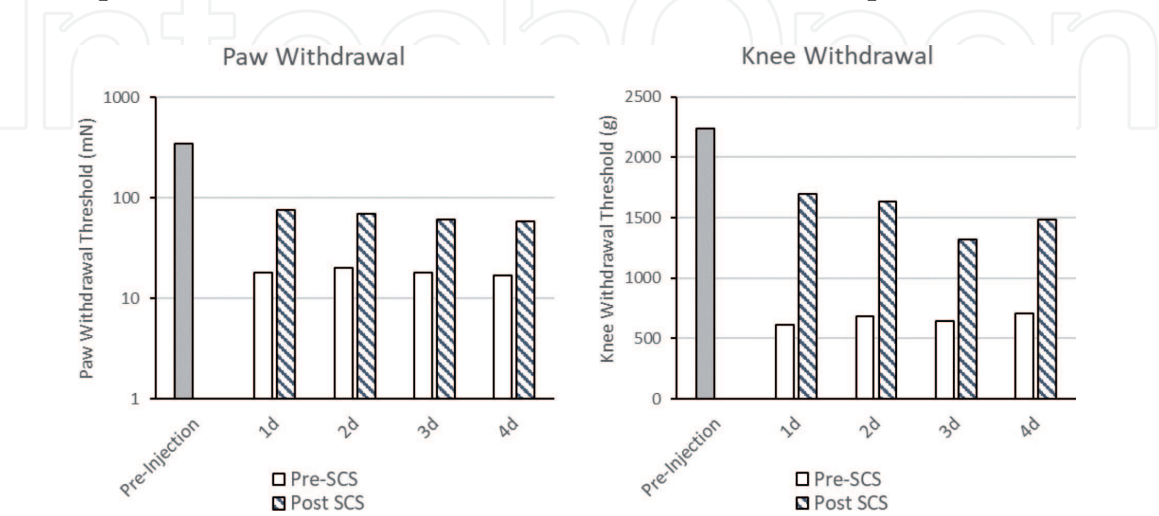 IntechOpen
Paw Withdrawal
Paw Withdrawal Threshold (mN)
1000
100
10
1
Pre-Injection
1d
2d
3d
4d
Pre-SCS
Post SCS
Knee Withdrawal
Knee Withdrawal Threshold (g)
2500
2000
1500
1000
500
0
Pre-Injection
1d
2d
3d
4d
Pre-SCS
Post SCS